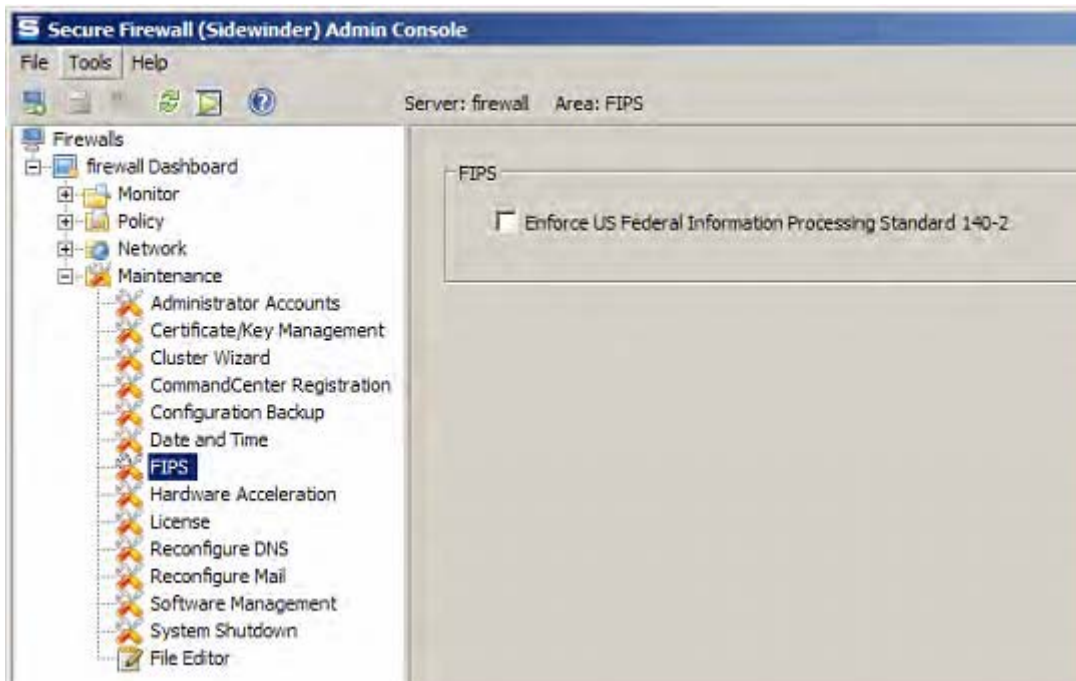 Secure Firewall (Sidewinder) Admin Console
File Tools Help
Server: firewall Area: FIPS
Firewalls
firewall Dashboard
Monitor
Policy
Network
Maintenance
Administrator Accounts
Certificate/Key Management
Cluster Wizard
CommandCenter Registration
Configuration Backup
Date and Time
FIPS
Hardware Acceleration
License
Reconfigure DNS
Reconfigure Mail
Software Management
System Shutdown
File Editor
FIPS
Enforce US Federal Information Processing Standard 140-2